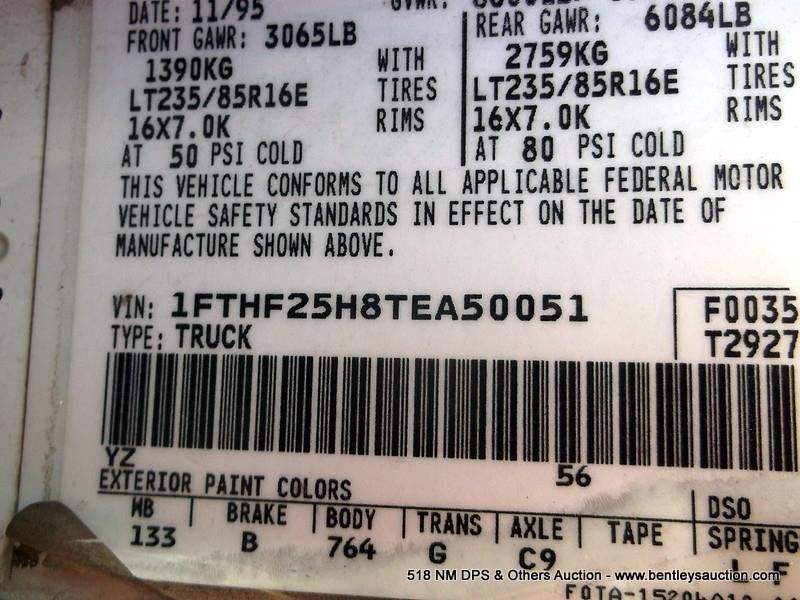 DATE: 11/95
FRONT GAWR: 3065LB
REAR GAWR: 6084LB
1390KG WITH
2759KG WITH
LT235/85R16E TIRES
LT235/85R16E TIRES
16X7.0K RIMS
16X7.0K RIMS
AT 50 PSI COLD
AT 80 PSI COLD
THIS VEHICLE CONFORMS TO ALL APPLICABLE FEDERAL MOTOR
VEHICLE SAFETY STANDARDS IN EFFECT ON THE DATE OF
MANUFACTURE SHOWN ABOVE.
VIN: 1FTHF25H8TEA50051
F0035
TYPE: TRUCK
T2927
YZ
56
EXTERIOR PAINT COLORS
DSO
WB BRAKE BODY TRANS AXLE TAPE SPRING
133 B 764 G C9 L F
518 NM DPS & Others Auction - www.bentleysauction.com